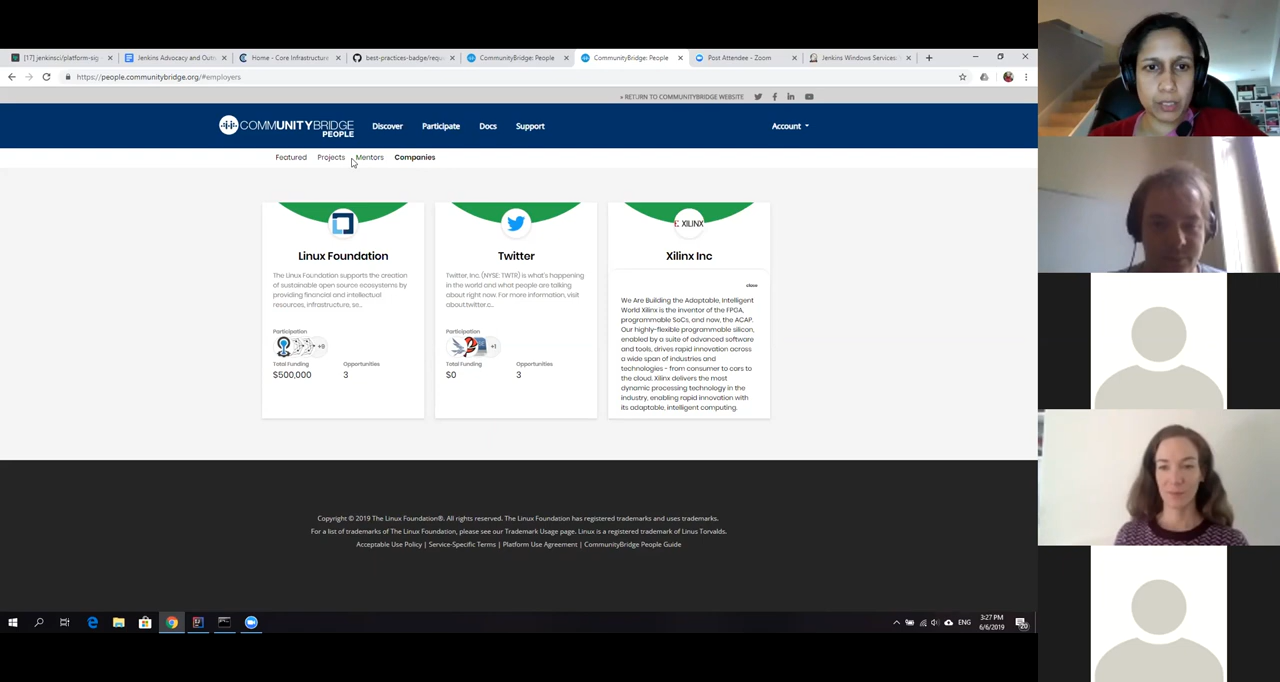 [17] jenkinsci/platform-sig
Jenkins Advocacy and Outr
Home - Core Infrastructure
best-practices-badge/requ
CommunityBridge: People
CommunityBridge: People
Post Attendee - Zoom
Jenkins Windows Services:
https://people.communitybridge.org/#employers
« RETURN TO COMMUNITYBRIDGE WEBSITE
COMMUNITYBRIDGE
PEOPLE
Discover
Participate
Docs
Support
Account
Featured
Projects
Mentors
Companies
XILINX
Linux Foundation
The Linux Foundation supports the creation
of sustainable open source ecosystems by
providing financial and intellectual
resources, infrastructure, se...
Participation
+9
Total Funding
Opportunities
$500,000
3
Twitter
Twitter, Inc. (NYSE: TWTR) is what's happening
in the world and what people are talking
about right now. For more information, visit
about.twitter.c...
Participation
+1
Total Funding
Opportunities
$0
3
Xilinx Inc
close
We Are Building the Adaptable, Intelligent
World Xilinx is the inventor of the FPGA,
programmable SoCs, and now, the ACAP.
Our highly-flexible programmable silicon,
enabled by a suite of advanced software
and tools, drives rapid innovation across
a wide span of industries and
technologies - from consumer to cars to
the cloud. Xilinx delivers the most
dynamic processing technology in the
industry, enabling rapid innovation with
its adaptable, intelligent computing.
Copyright © 2019 The Linux Foundation®. All rights reserved. The Linux Foundation has registered trademarks and uses trademarks.
For a list of trademarks of The Linux Foundation, please see our Trademark Usage page. Linux is a registered trademark of Linus Torvalds.
Acceptable Use Policy | Service-Specific Terms | Platform Use Agreement | CommunityBridge People Guide
ENG
3:27 PM
6/6/2019
20